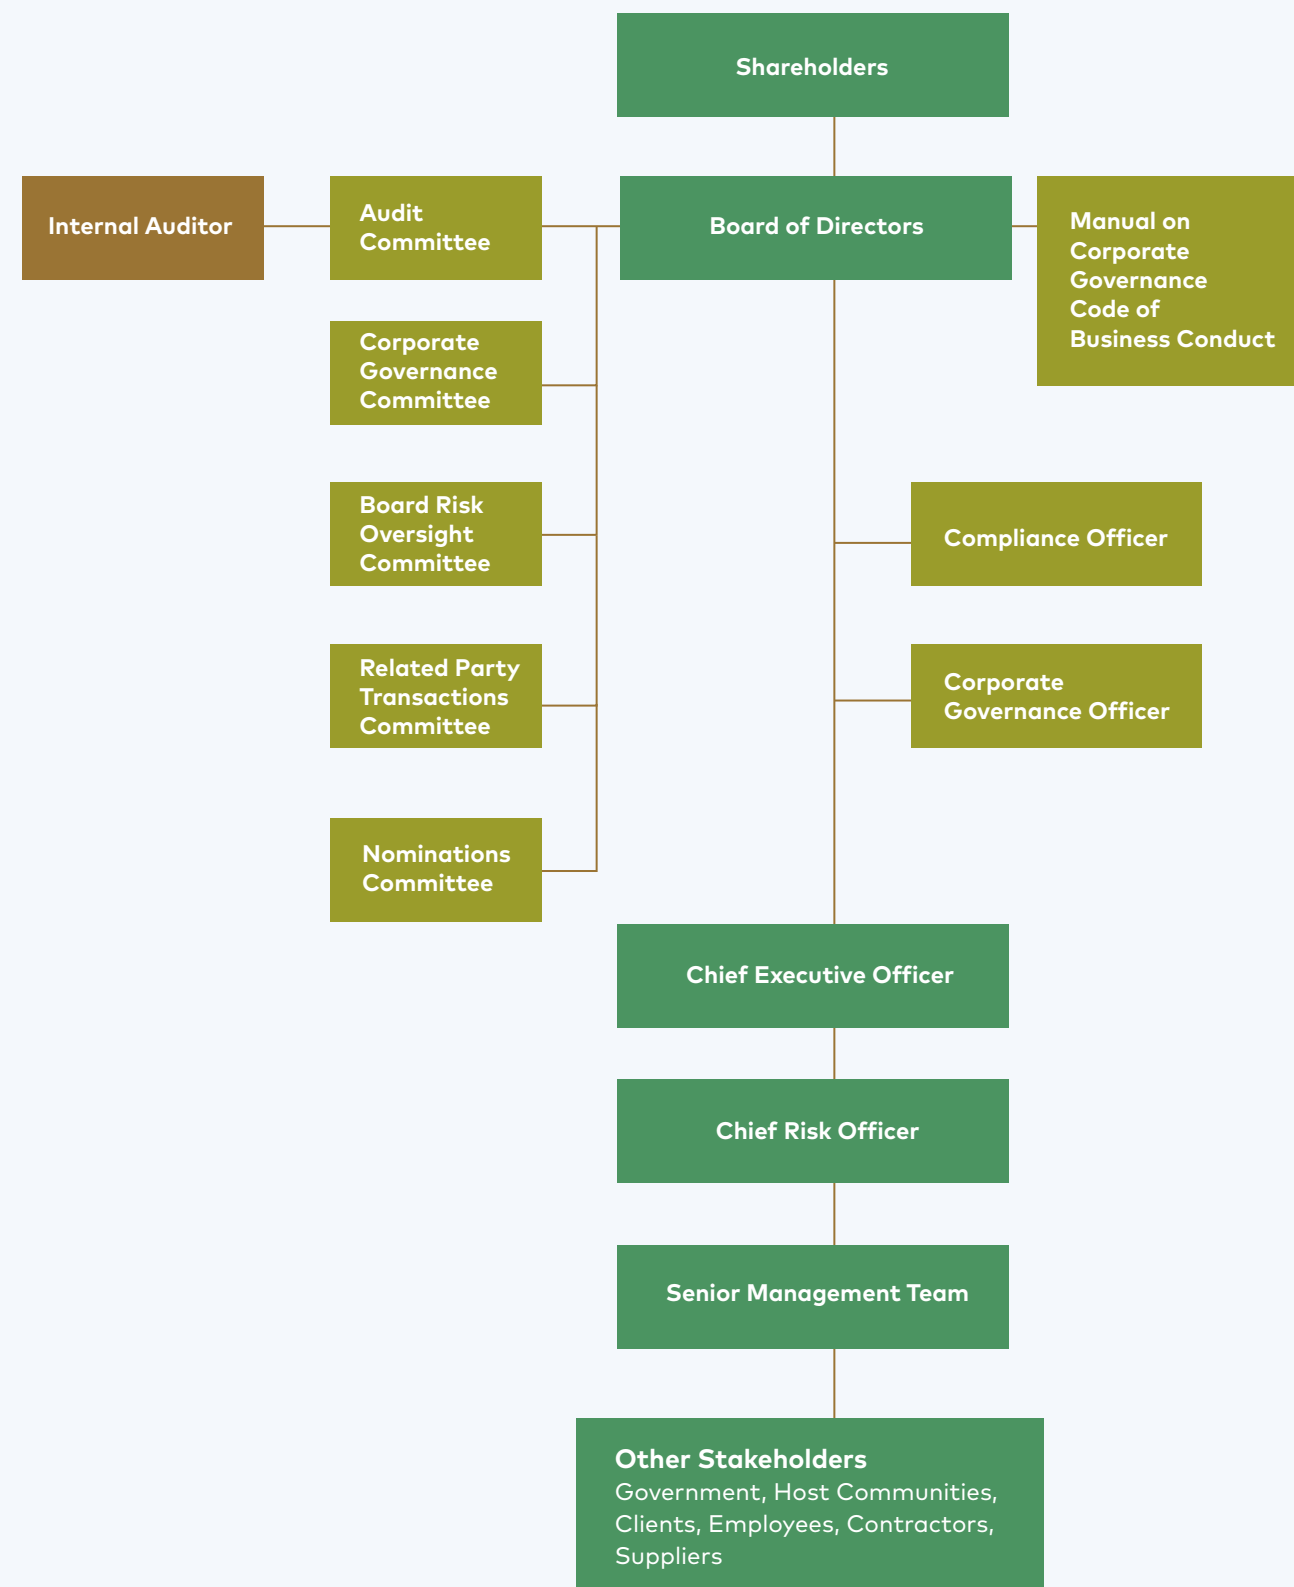 Shareholders
Internal Auditor
Audit
Committee
Board of Directors
Manual on
Corporate
Governance
Code of
Business Conduct
Corporate
Governance
Committee
Board Risk
Oversight
Committee
Compliance Officer
Related Party
Transactions
Committee
Corporate
Governance Officer
Nominations
Committee
Chief Executive Officer
Chief Risk Officer
Senior Management Team
Other Stakeholders
Government, Host Communities,
Clients, Employees, Contractors,
Suppliers